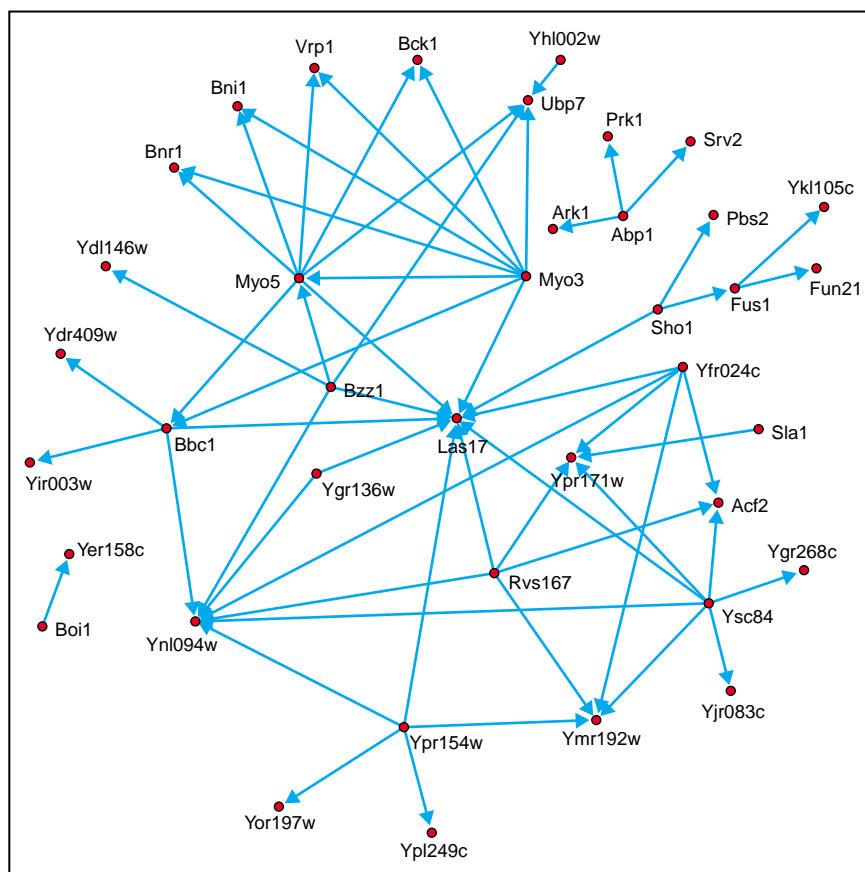 Vrp1
Bck1
Yhl002w
Bni1
Ubp7
Prk1
Srv2
Bnr1
Ykl105c
Ark1
Abp1
Pbs2
Ydl146w
Myo5
Myo3
Fus1
Fun21
Sho1
Ydr409w
Bzz1
Yfr024c
Bbc1
Las17
Sla1
Yir003w
Ygr136w
Ypr171w
Acf2
Yer158c
Ygr268c
Rvs167
Boi1
Ynl094w
Ysc84
Yjr083c
Ypr154w
Ymr192w
Yor197w
Ypl249c